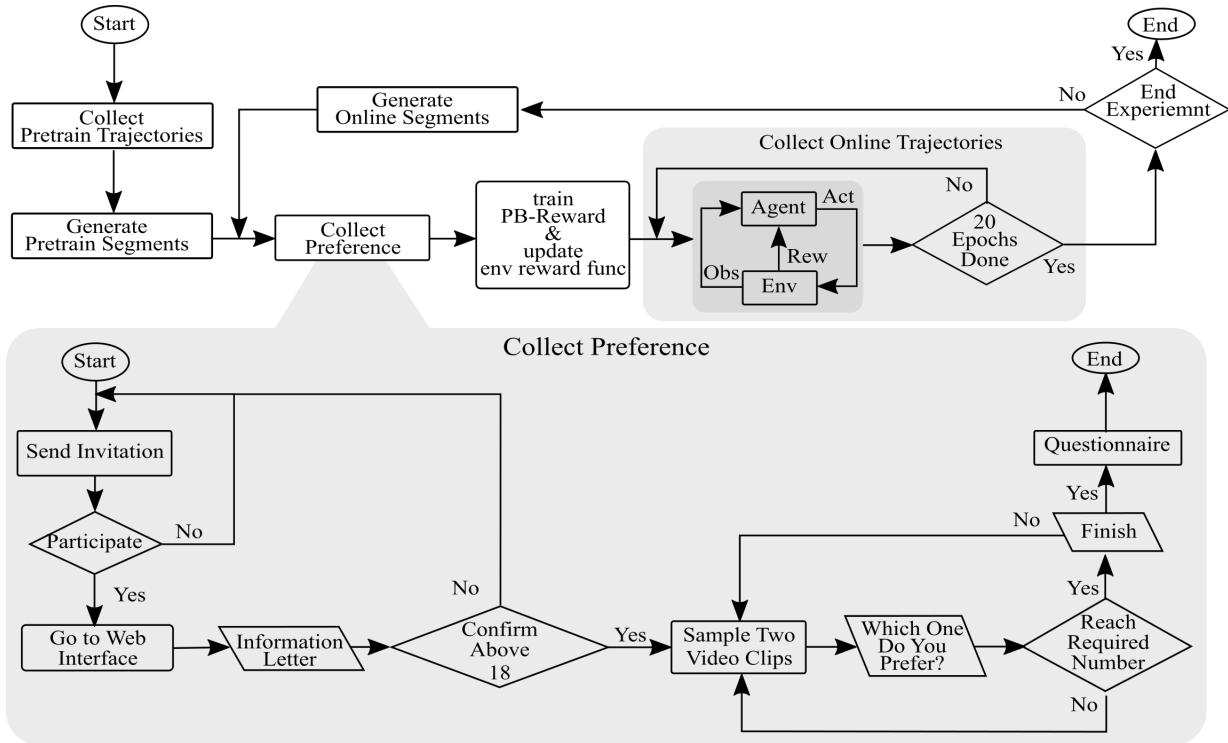 Start
End
Yes
Generate
Online Segments
No
End
Experiemnt
Collect
Pretrain Trajectories
Collect Online Trajectories
No
train
PB-Reward
&
update
env reward func
Agent
Act
20
Epochs
Done
Generate
Pretrain Segments
Collect
Preference
Obs
Rew
Yes
Env
Collect Preference
Start
End
Send Invitation
Questionnaire
Yes
Participate
No
No
Finish
Yes
No
Yes
Go to Web
Interface
Information
Letter
Confirm
Above
18
Yes
Sample Two
Video Clips
Which One
Do You
Prefer?
Reach
Required
Number
No